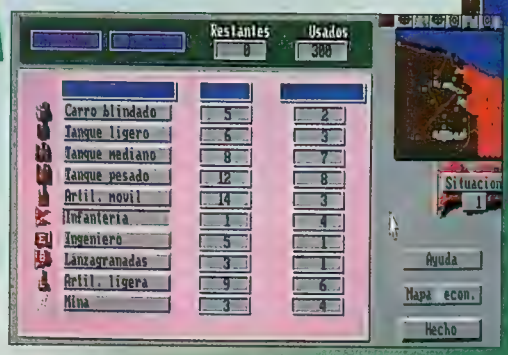 Restantes Usados
0 300
Carro blindado 5 2
Tanque ligero 6 3
Tanque mediano 8 7
Tanque pesado 12 8
Artil. movil 14 3
Infanteria 1 4
Ingeniero 5 1
Lanzagranadas 3 1
Artil. ligera 9 6
Mina 3 4
Situacion
1
Ayuda
Mapa econ.
Hecho